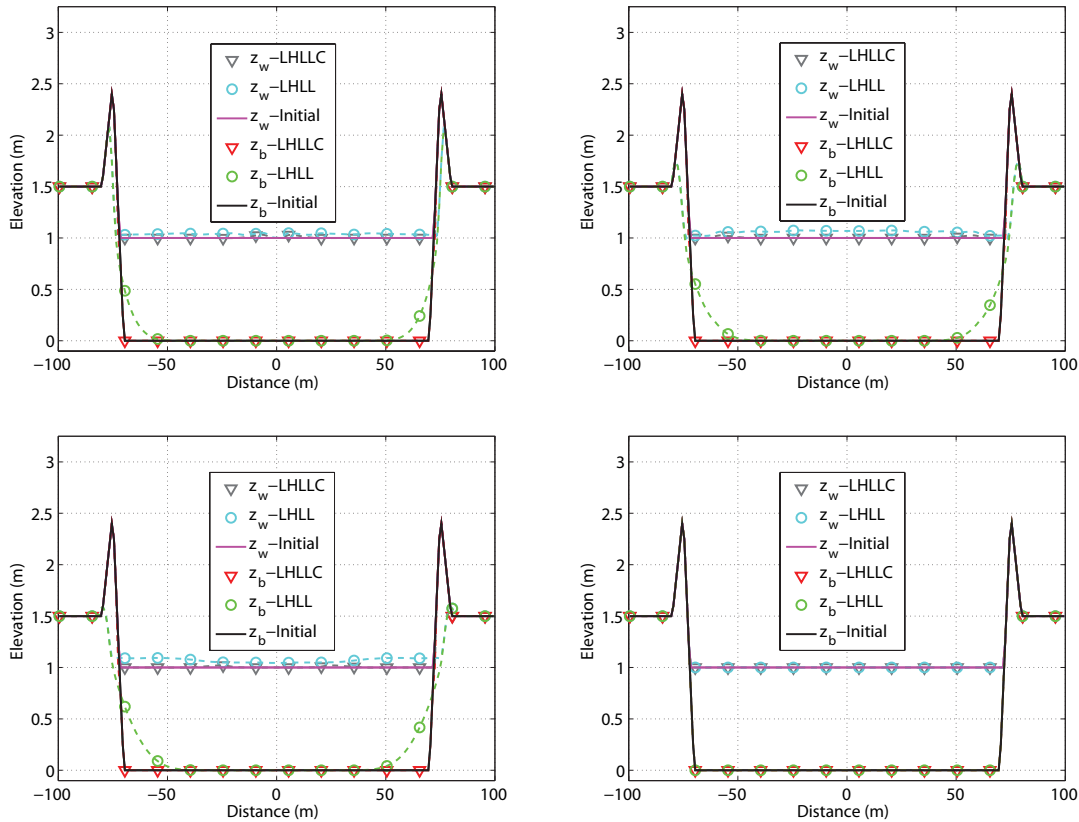 3
2.5
2
1.5
1
0.5
0
Elevation (m)
z_w−LHLLC
z_w−LHLL
z_w−Initial
z_b−LHLLC
z_b−LHLL
z_b−Initial
−100 −50 0 50 100
Distance (m)
3
2.5
2
1.5
1
0.5
0
Elevation (m)
z_w−LHLLC
z_w−LHLL
z_w−Initial
z_b−LHLLC
z_b−LHLL
z_b−Initial
−100 −50 0 50 100
Distance (m)
3
2.5
2
1.5
1
0.5
0
Elevation (m)
z_w−LHLLC
z_w−LHLL
z_w−Initial
z_b−LHLLC
z_b−LHLL
z_b−Initial
−100 −50 0 50 100
Distance (m)
3
2.5
2
1.5
1
0.5
0
Elevation (m)
z_w−LHLLC
z_w−LHLL
z_w−Initial
z_b−LHLLC
z_b−LHLL
z_b−Initial
−100 −50 0 50 100
Distance (m)